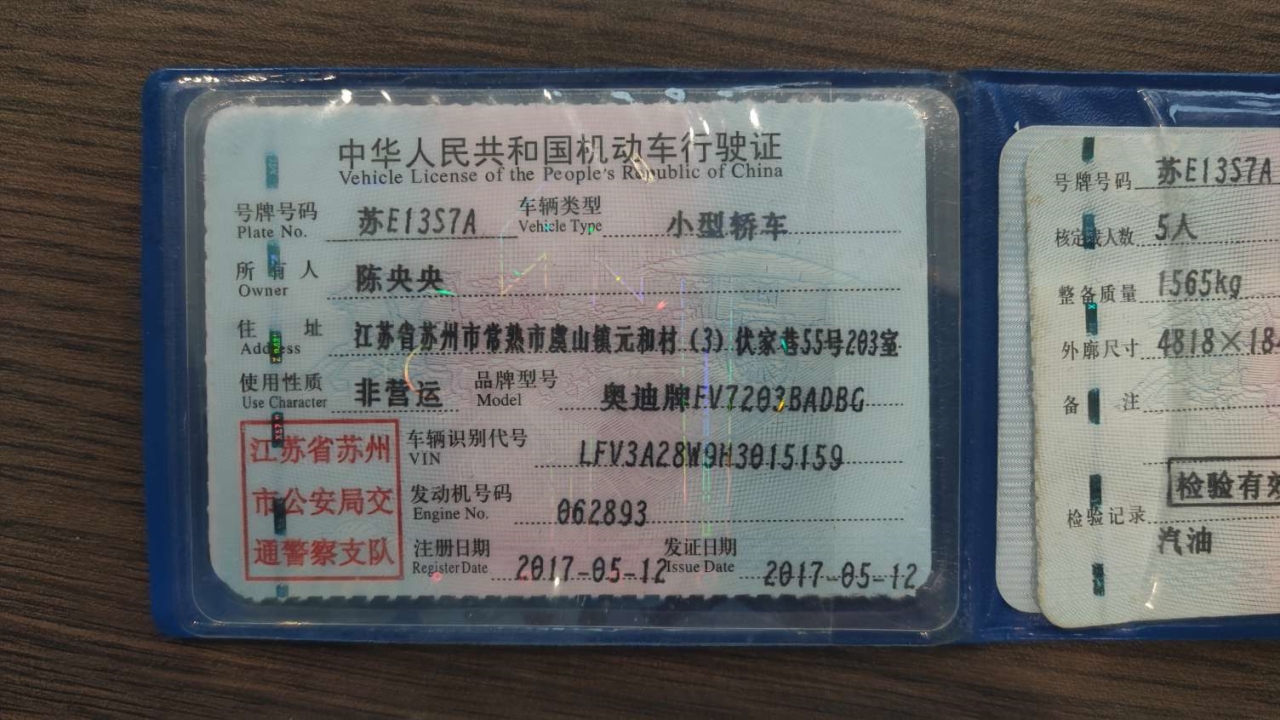 中华人民共和国机动车行驶证
Vehicle License of the People's Republic of China
号牌号码 苏E13S7A 车辆类型 小型轿车
Plate No. Vehicle Type
所有人 陈央央
Owner
住址 江苏省苏州市常熟市虞山镇元和村(3)伏家巷55号203室
Address
使用性质 非营运 品牌型号 奥迪牌FV7203BADBG
Use Character Model
江苏省苏州
市公安局交
通警察支队
车辆识别代号 LFV3A28W0H3015159
VIN
发动机号码 062893
Engine No.
注册日期 2017-05-12 发证日期 2017-05-12
Register Date Issue Date
号牌号码 苏E13S7A
核定载人数 5人
整备质量 1565kg
外廓尺寸 4818×18
备注
检验有效
检验记录
汽油